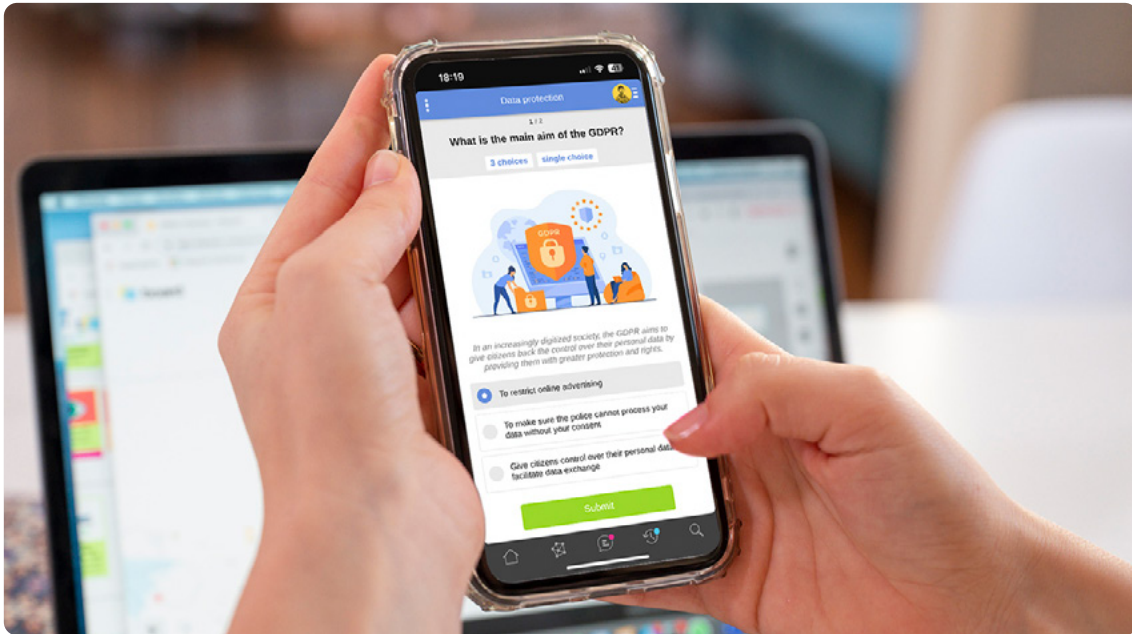 18:19
Data protection
1 / 2
What is the main aim of the GDPR?
3 choices single choice
GDPR
In an increasingly digitized society, the GDPR aims to
give citizens back the control over their personal data by
providing them with greater protection and rights.
To restrict online advertising
To make sure the police cannot process your
data without your consent
Give citizens control over their personal data
facilitate data exchange
Submit